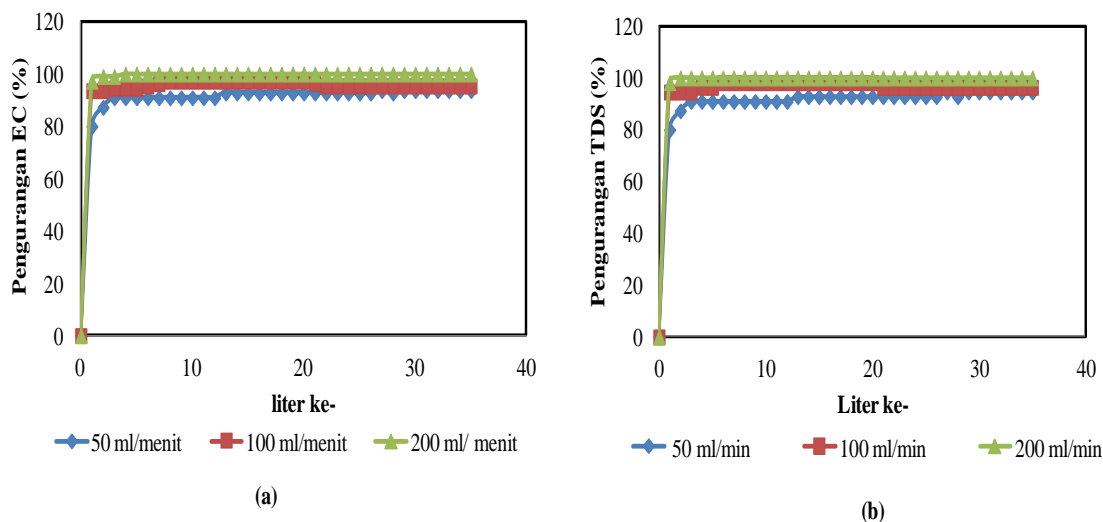 Pengurangan EC (%)
120
100
80
60
40
20
0
0 10 20 30 40
liter ke-
50 ml/menit 100 ml/menit 200 ml/ menit
(a)
Pengurangan TDS (%)
120
100
80
60
40
20
0
0 10 20 30 40
Liter ke-
50 ml/min 100 ml/min 200 ml/min
(b)